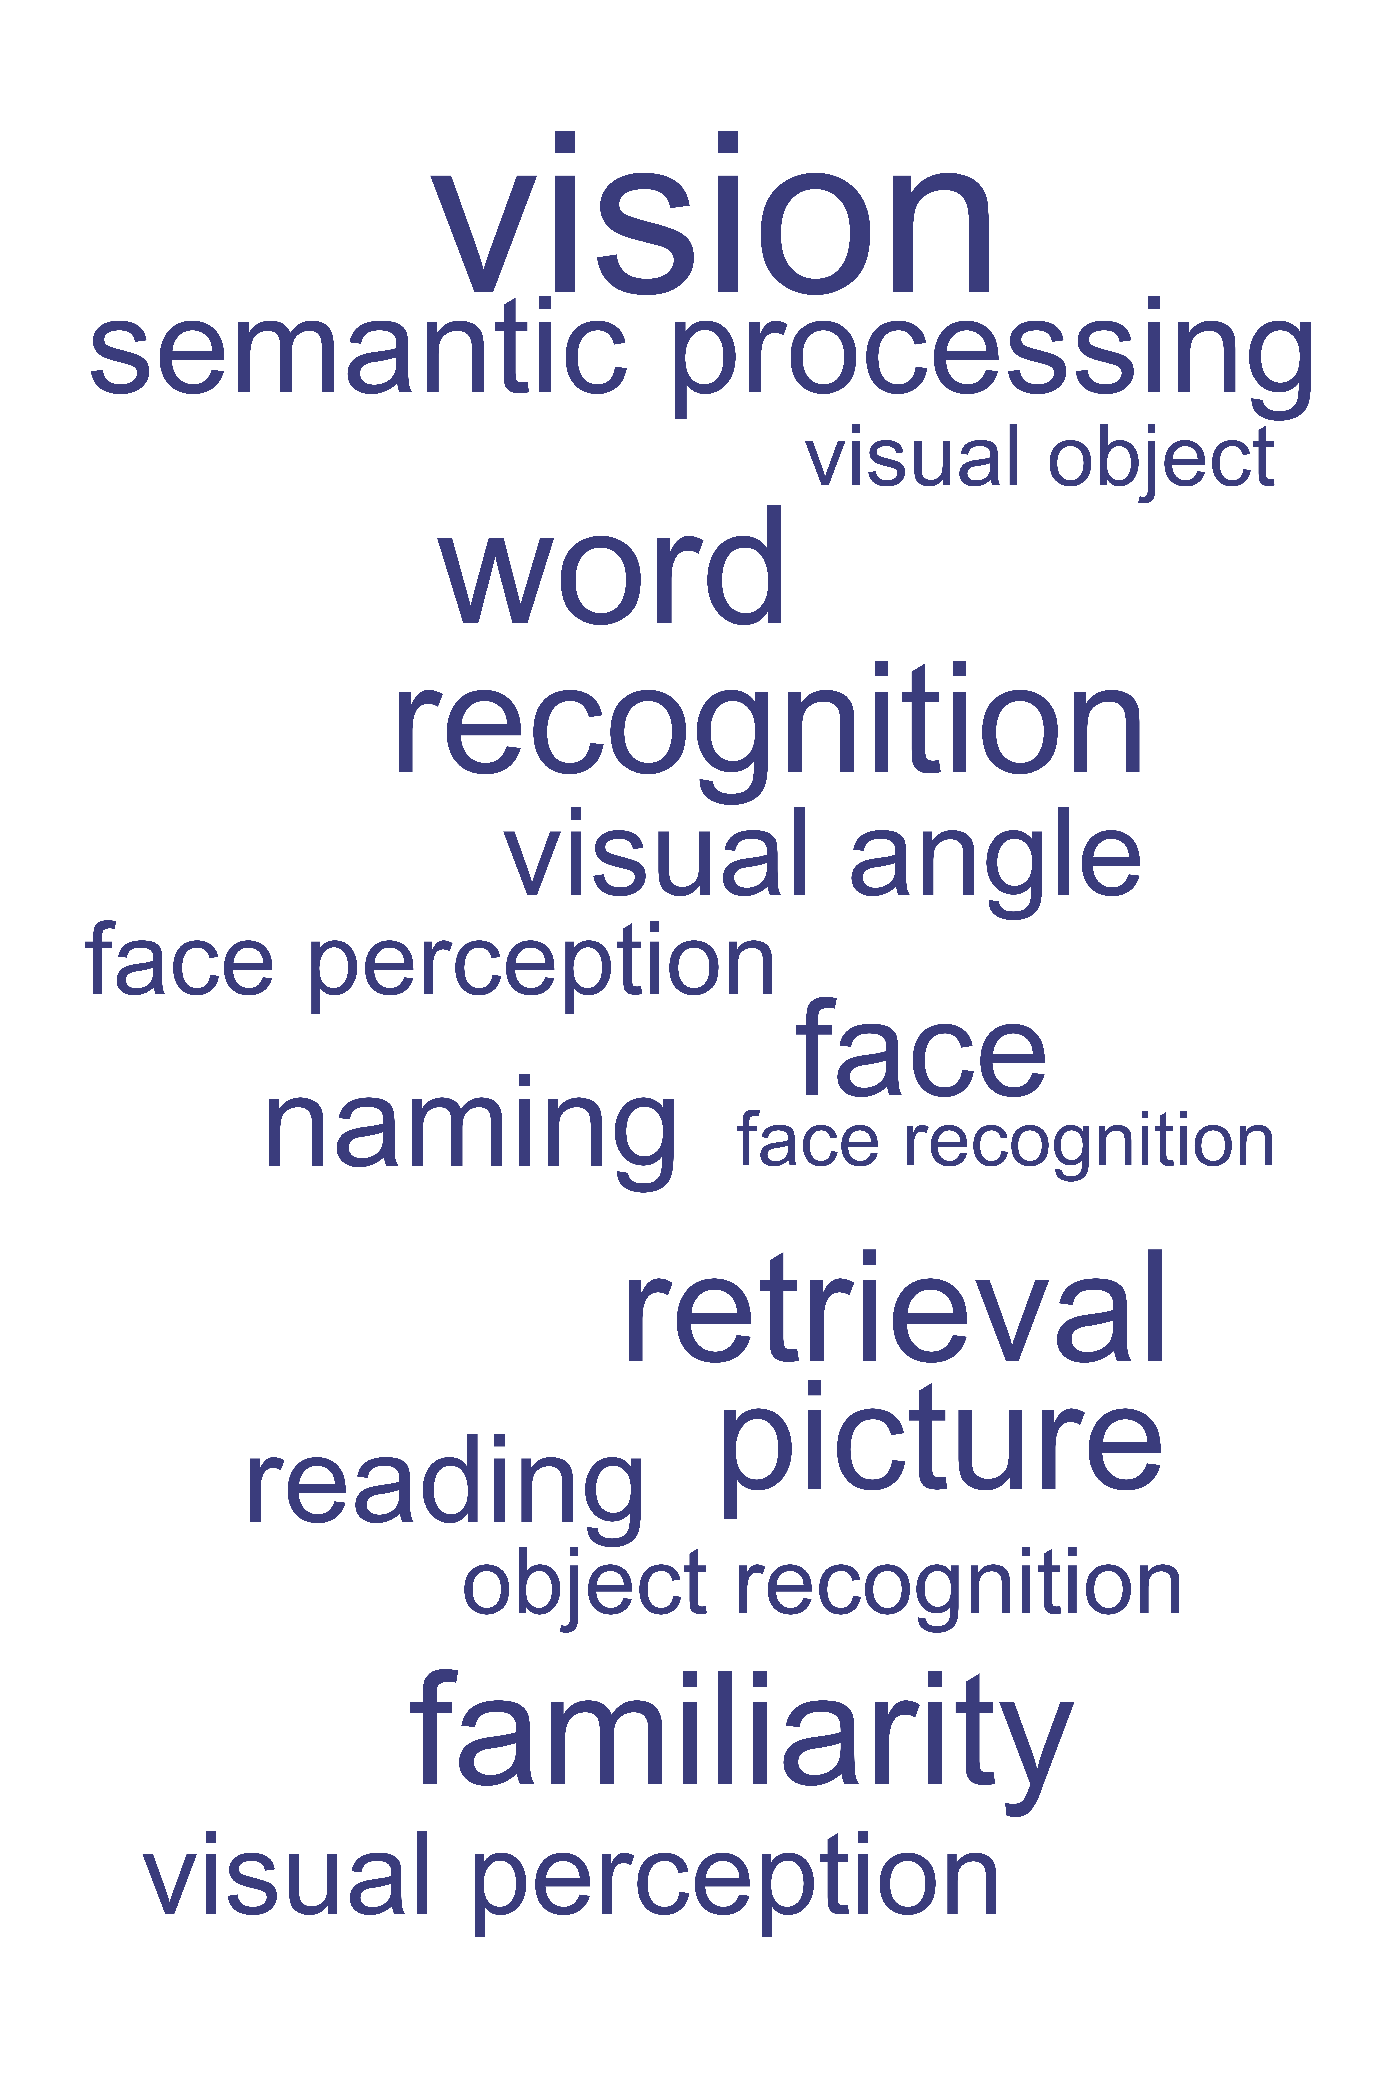 vision
semantic processing
visual object
word
recognition
visual angle
face perception
face
naming
face recognition
retrieval
picture
reading
object recognition
familiarity
visual perception